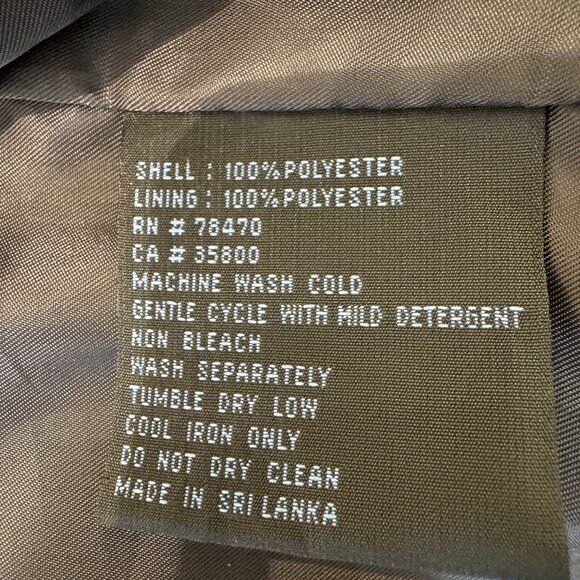 SHELL : 100%POLYESTER
LINING : 100%POLYESTER
RN # 78470
CA # 35800
MACHINE WASH COLD
GENTLE CYCLE WITH MILD DETERGENT
NON BLEACH
WASH SEPARATELY
TUMBLE DRY LOW
COOL IRON ONLY
DO NOT DRY CLEAN
MADE IN SRI LANKA